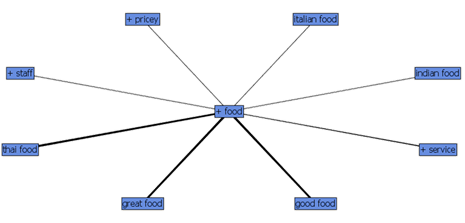 + pricey
italian food
+ staff
indian food
+ food
thai food
+ service
great food
good food